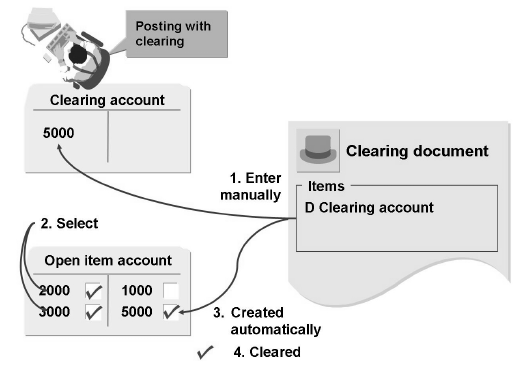 Posting with
clearing
Clearing account
5000
Clearing document
1. Enter
manually
Items
D Clearing account
2. Select
Open item account
2000 1000
3000 5000
3. Created
automatically
4. Cleared